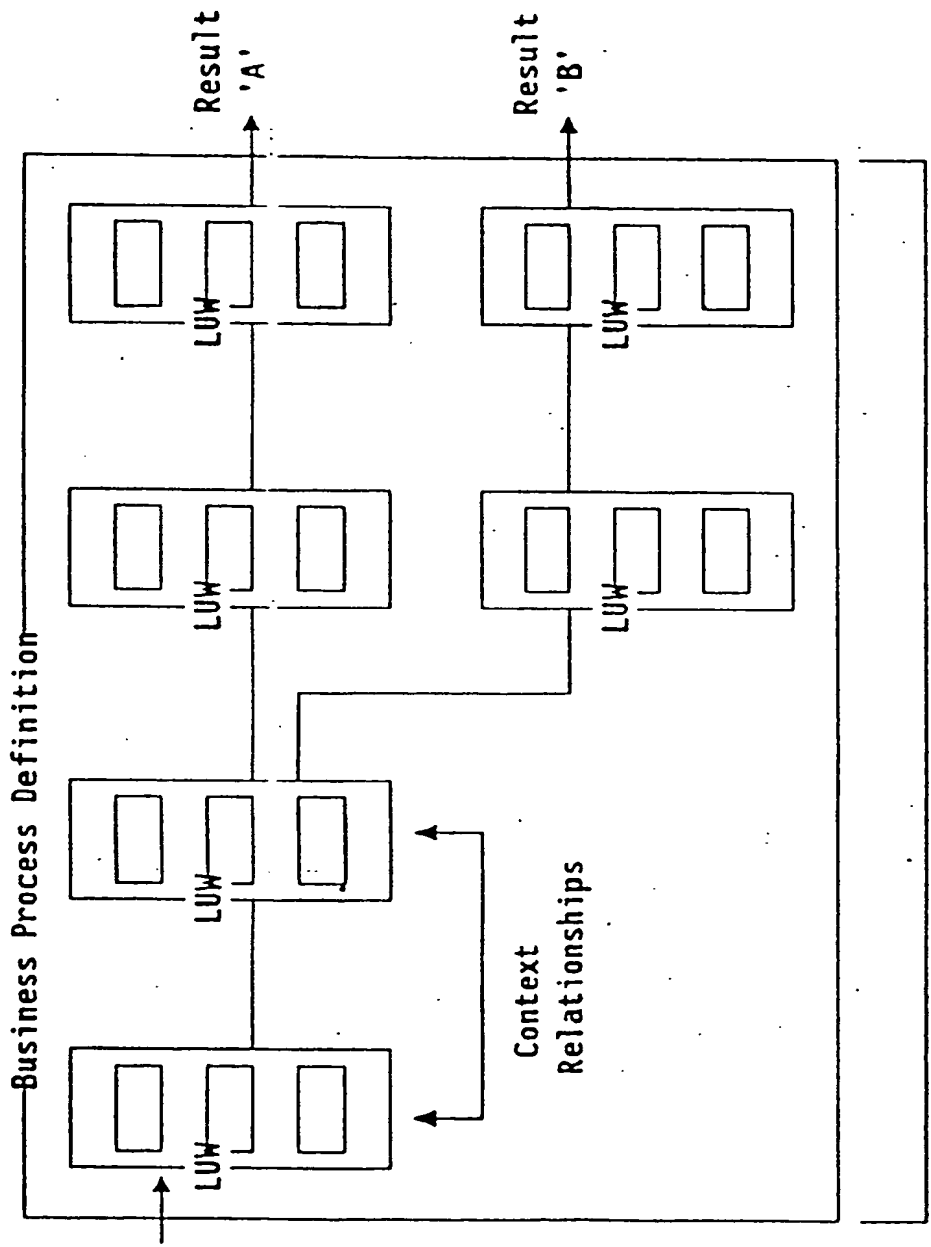 Business Process Definition
LUW
LUW
LUW
LUW
Result
'A'
Context
Relationships
LUW
LUW
Result
'B'